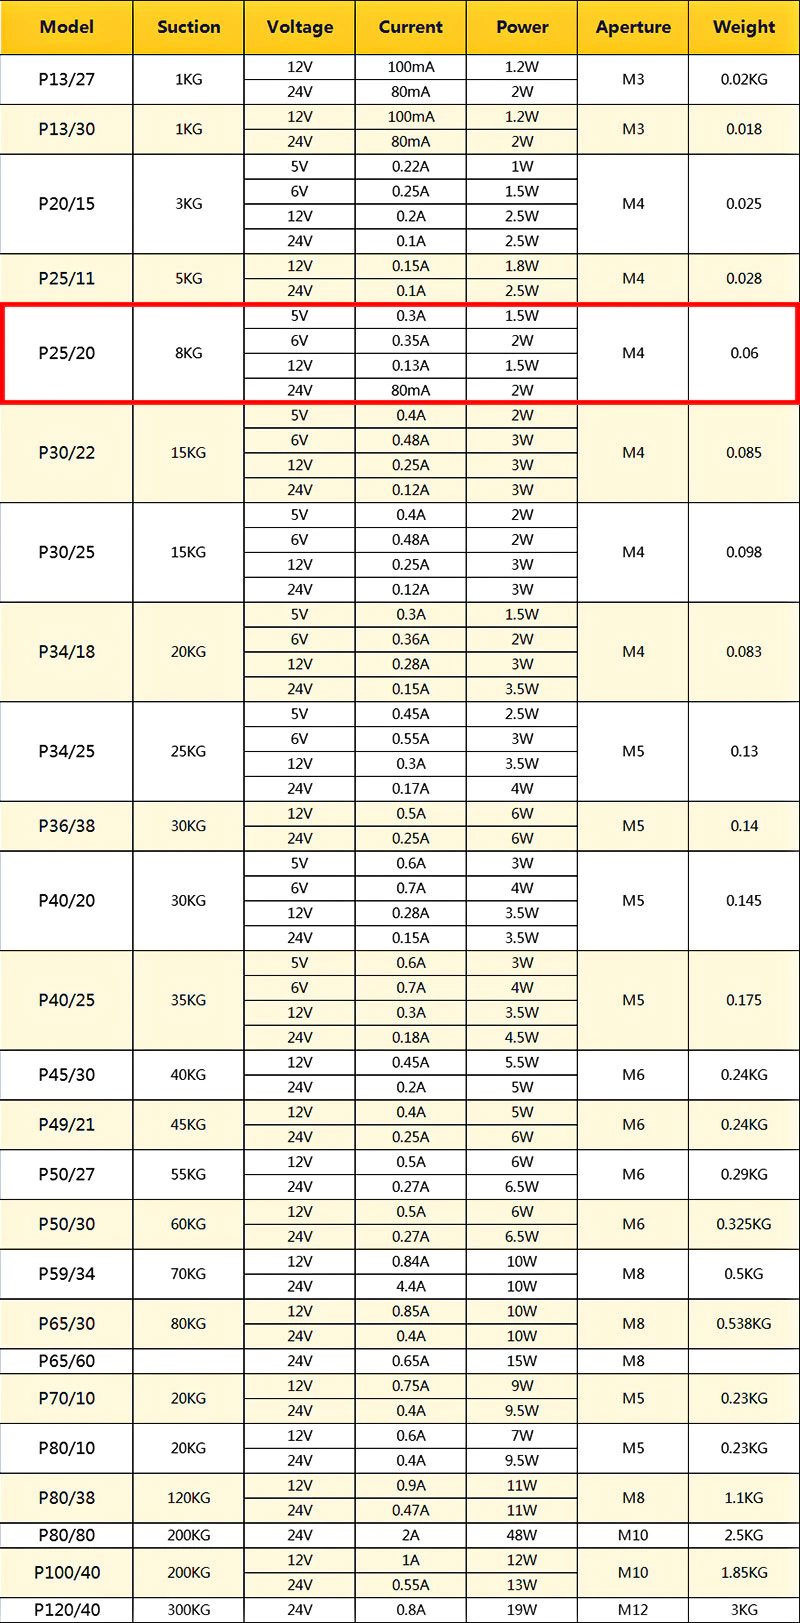 Model Suction Voltage Current Power Aperture Weight
P13/27 1KG 12V 100mA 1.2W M3 0.02KG
24V 80mA 2W
P13/30 1KG 12V 100mA 1.2W M3 0.018
24V 80mA 2W
P20/15 3KG 5V 0.22A 1W M4 0.025
6V 0.25A 1.5W
12V 0.2A 2.5W
24V 0.1A 2.5W
P25/11 5KG 12V 0.15A 1.8W M4 0.028
24V 0.1A 2.5W
P25/20 8KG 5V 0.3A 1.5W M4 0.06
6V 0.35A 2W
12V 0.13A 1.5W
24V 80mA 2W
P30/22 15KG 5V 0.4A 2W M4 0.085
6V 0.48A 3W
12V 0.25A 3W
24V 0.12A 3W
P30/25 15KG 5V 0.4A 2W M4 0.098
6V 0.48A 2W
12V 0.25A 3W
24V 0.12A 3W
P34/18 20KG 5V 0.3A 1.5W M4 0.083
6V 0.36A 2W
12V 0.28A 3W
24V 0.15A 3.5W
P34/25 25KG 5V 0.45A 2.5W M5 0.13
6V 0.55A 3W
12V 0.3A 3.5W
24V 0.17A 4W
P36/38 30KG 12V 0.5A 6W M5 0.14
24V 0.25A 6W
P40/20 30KG 5V 0.6A 3W M5 0.145
6V 0.7A 4W
12V 0.28A 3.5W
24V 0.15A 3.5W
P40/25 35KG 5V 0.6A 3W M5 0.175
6V 0.7A 4W
12V 0.3A 3.5W
24V 0.18A 4.5W
P45/30 40KG 12V 0.45A 5.5W M6 0.24KG
24V 0.2A 5W
P49/21 45KG 12V 0.4A 5W M6 0.24KG
24V 0.25A 6W
P50/27 55KG 12V 0.5A 6W M6 0.29KG
24V 0.27A 6.5W
P50/30 60KG 12V 0.5A 6W M6 0.325KG
24V 0.27A 6.5W
P59/34 70KG 12V 0.84A 10W M8 0.5KG
24V 4.4A 10W
P65/30 80KG 12V 0.85A 10W M8 0.538KG
24V 0.4A 10W
P65/60 24V 0.65A 15W M8
P70/10 20KG 12V 0.75A 9W M5 0.23KG
24V 0.4A 9.5W
P80/10 20KG 12V 0.6A 7W M5 0.23KG
24V 0.4A 9.5W
P80/38 120KG 12V 0.9A 11W M8 1.1KG
24V 0.47A 11W
P80/80 200KG 24V 2A 48W M10 2.5KG
P100/40 200KG 12V 1A 12W M10 1.85KG
24V 0.55A 13W
P120/40 300KG 24V 0.8A 19W M12 3KG